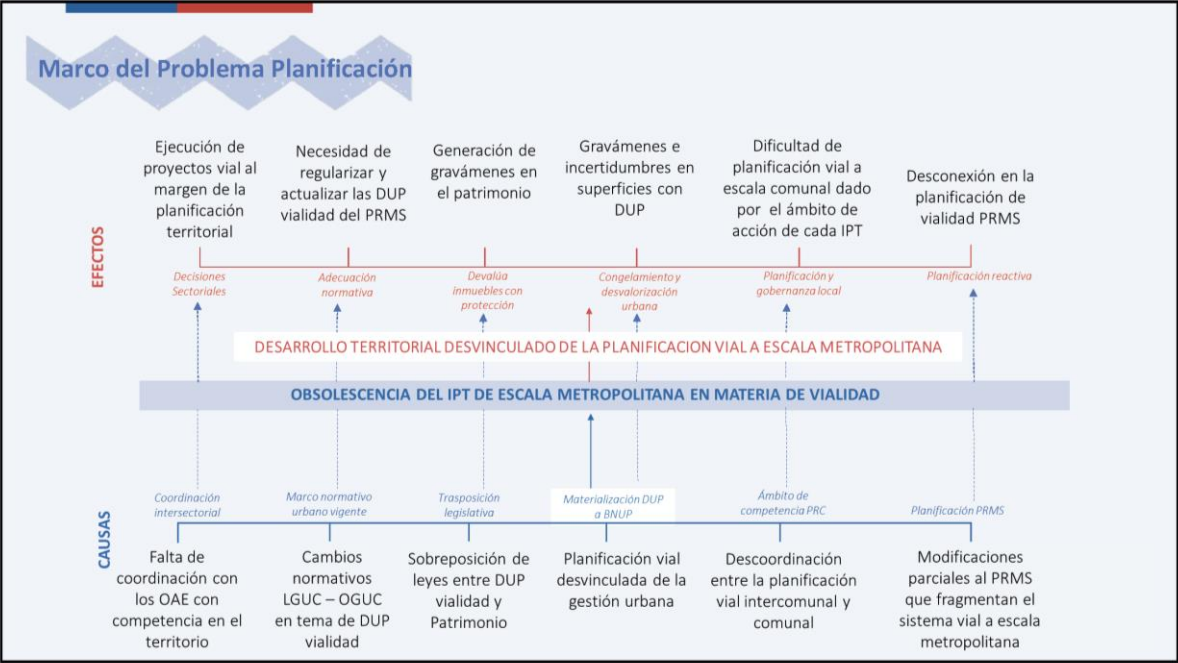 Marco del Problema Planificación
Ejecución de
proyectos vial al
margen de la
planificación
territorial
Necesidad de
regularizar y
actualizar las DUP
vialidad del PRMS
Generación de
gravámenes en
el patrimonio
Gravámenes e
incertidumbres en
superficies con
DUP
Dificultad de
planificación vial a
escala comunal dado
por el ámbito de
acción de cada IPT
Desconexión en la
planificación de
vialidad PRMS
EFECTOS
Decisiones
Sectoriales
Adecuación
normativa
Devalúa
inmuebles con
protección
Congelamiento y
desvalorización
urbana
Planificación y
gobernanza local
Planificación reactiva
DESARROLLO TERRITORIAL DESVINCULADO DE LA PLANIFICACION VIAL A ESCALA METROPOLITANA
OBSOLESCENCIA DEL IPT DE ESCALA METROPOLITANA EN MATERIA DE VIALIDAD
CAUSAS
Coordinación
intersectorial
Marco normativo
urbano vigente
Trasposición
legislativa
Materialización DUP
a BNUP
Ámbito de
competencia PRC
Planificación PRMS
Falta de
coordinación con
los OAE con
competencia en el
territorio
Cambios
normativos
LGUC – OGUC
en tema de DUP
vialidad
Sobreposición de
leyes entre DUP
vialidad y
Patrimonio
Planificación vial
desvinculada de la
gestión urbana
Descoordinación
entre la planificación
vial intercomunal y
comunal
Modificaciones
parciales al PRMS
que fragmentan el
sistema vial a escala
metropolitana